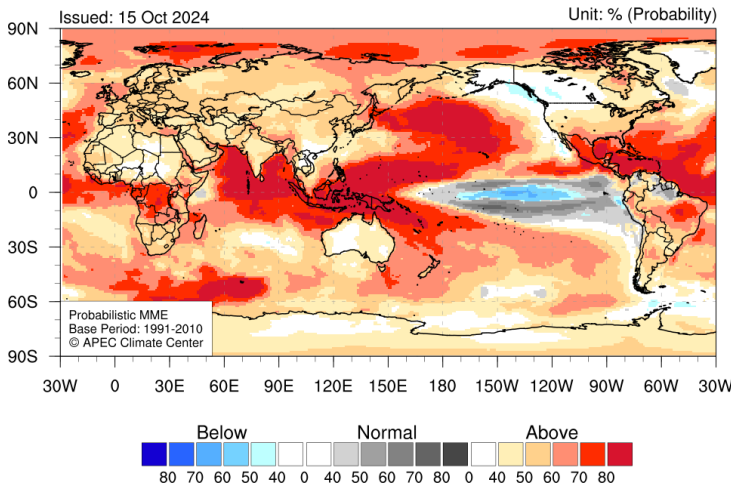 Issued: 15 Oct 2024
Unit: % (Probability)
90N
60N
30N
0
30S
60S
90S
Probabilistic MME
Base Period: 1991-2010
© APEC Climate Center
30W 0 30E 60E 90E 120E 150E 180E 150W 120W 90W 60W 30W
Below Normal Above
80 70 60 50 40 0 40 50 60 70 80 0 40 50 60 70 80